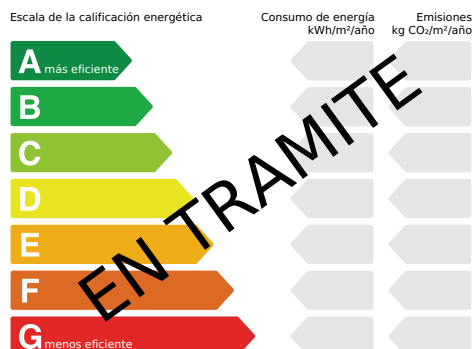 Escala de la calificación energética
Consumo de energía
kWh/m²/año
Emisiones
kg CO₂/m²/año
A más eficiente
B
C
D
E
F
G menos eficiente
EN TRAMITE